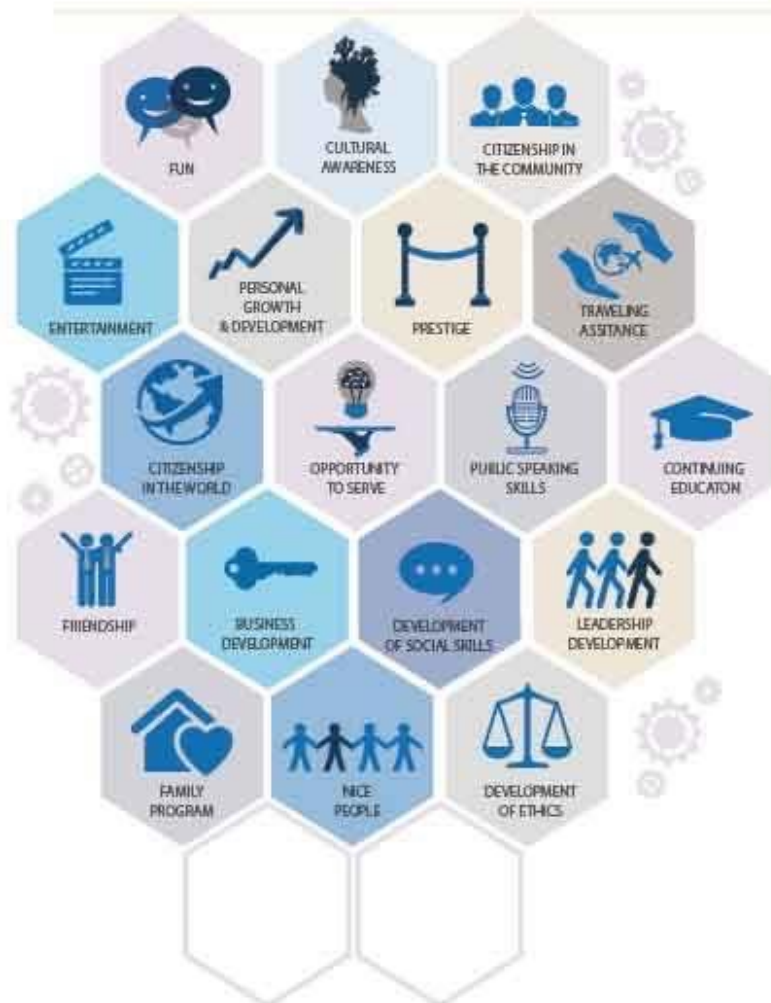 FUN
CULTURAL
AWARENESS
CITIZENSHIP IN
THE COMMUNITY
ENTERTAINMENT
PERSONAL
GROWTH
& DEVELOPMENT
PRESTIGE
TRAVELING
ASSITANCE
CITIZENSHIP
IN THE WORLD
OPPORTUNITY
TO SERVE
PUBLIC SPEAKING
SKILLS
CONTINUING
EDUCATON
FRIENDSHIP
BUSINESS
DEVELOPMENT
DEVELOPMENT
OF SOCIAL SKILLS
LEADERSHIP
DEVELOPMENT
FAMILY
PROGRAM
NICE
PEOPLE
DEVELOPMENT
OF ETHICS